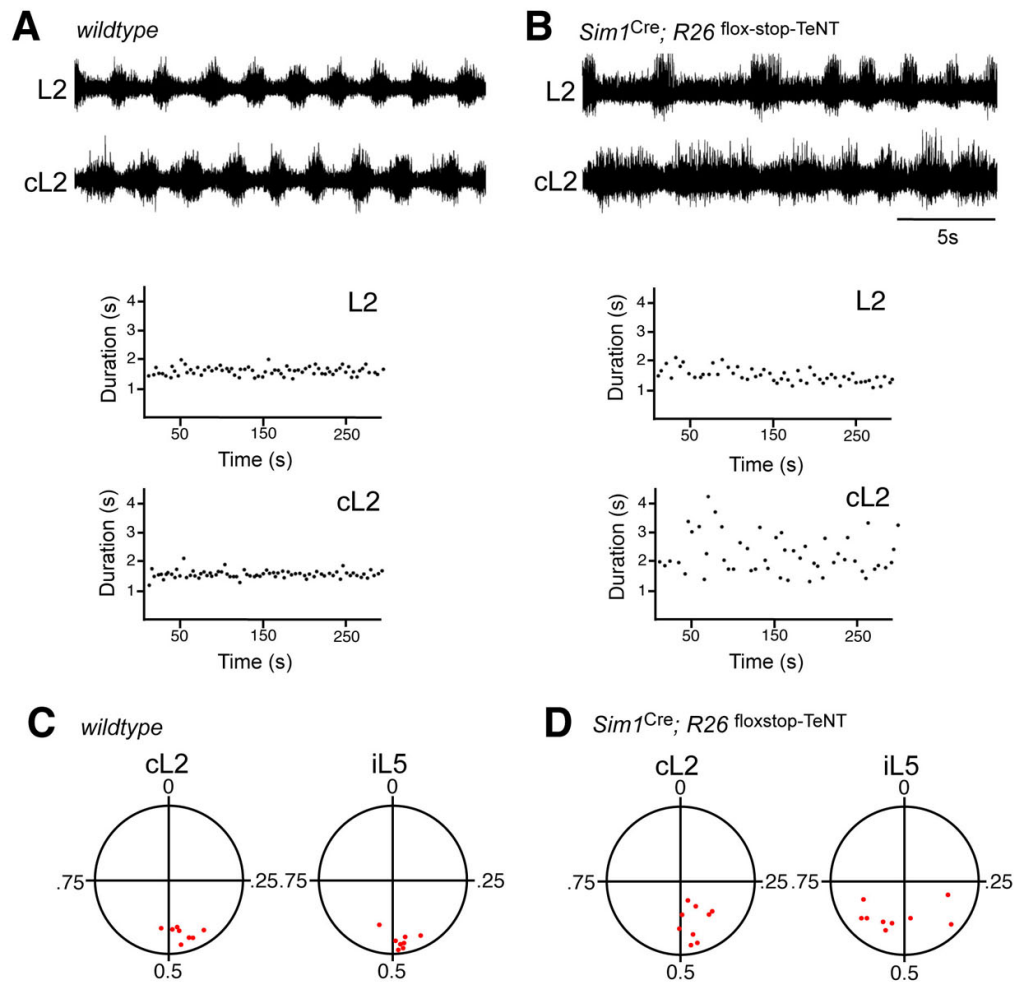 A wildtype
B Sim1Cre; R26 flox-stop-TeNT
L2
cL2
L2
cL2
5s
L2
Duration (s)
4
3
2
1
50 150 250
Time (s)
L2
Duration (s)
4
3
2
1
50 150 250
Time (s)
cL2
Duration (s)
4
3
2
1
50 150 250
Time (s)
cL2
Duration (s)
4
3
2
1
50 150 250
Time (s)
C wildtype
cL2
0
.75 .25
0.5
iL5
0
.75 .25
0.5
D Sim1Cre; R26 floxstop-TeNT
cL2
0
.75 .25
0.5
iL5
0
.75 .25
0.5